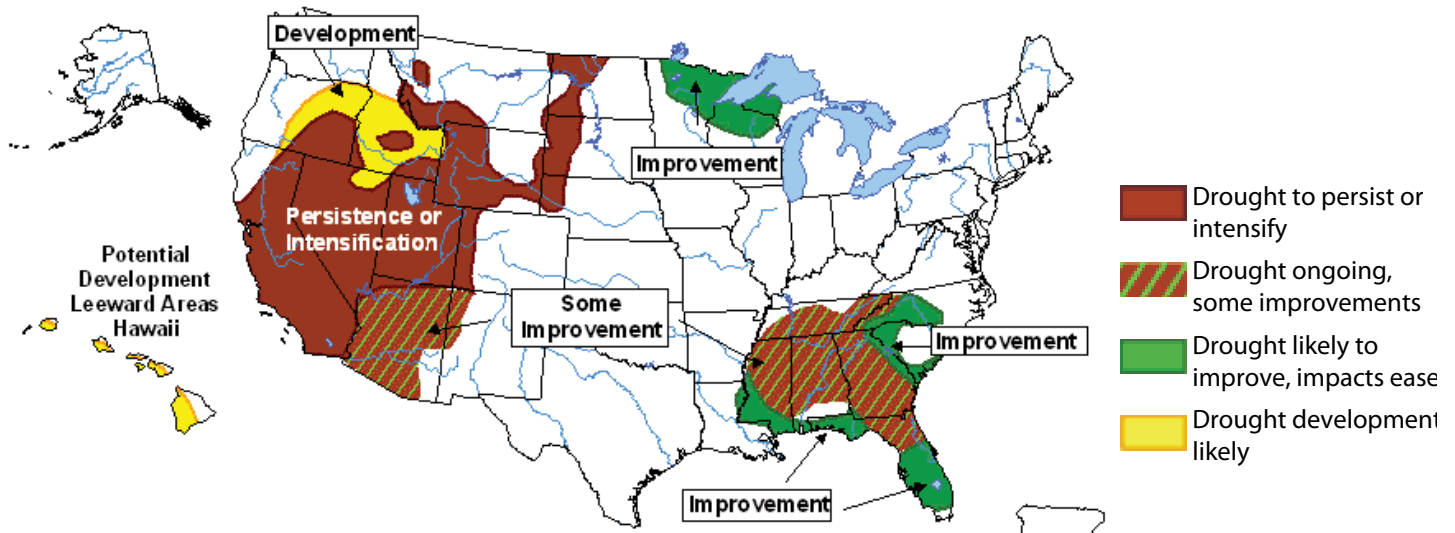 Development
Improvement
Persistence or
Intensification
Potential
Development
Leeward Areas
Hawaii
Some
Improvement
Improvement
Improvement
Drought to persist or
intensify
Drought ongoing,
some improvements
Drought likely to
improve, impacts ease
Drought development
likely